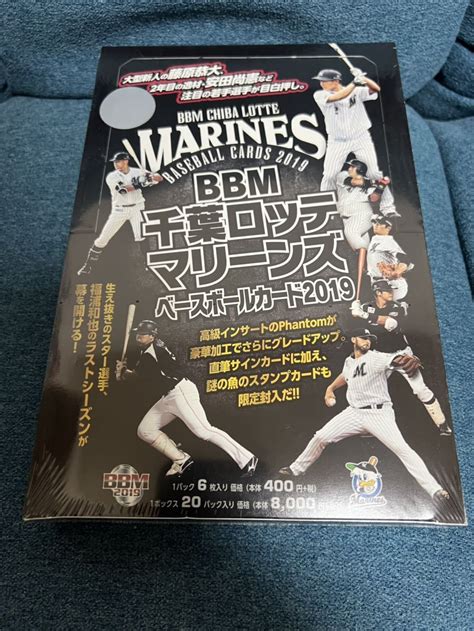 大型新人の藤原恭大、
2年目の逸材・安田尚憲など
注目の若手選手が目白押し。
BBM CHIBA LOTTE
MARINES
BASEBALL CARDS 2019
BBM
千葉ロッテ
マリーンズ
ベースボールカード2019
高級インサートのPhantomが
豪華加工でさらにグレードアップ。
直筆サインカードに加え、
謎の魚のスタンプカードも
限定封入だ!!
生え抜きのスター選手、
福浦和也のラストシーズンが
幕を開ける!
BBM
2019
1パック 6枚入り 価格(本体 400円+税)
1ボックス 20パック入り 価格(本体 8,000
Marines